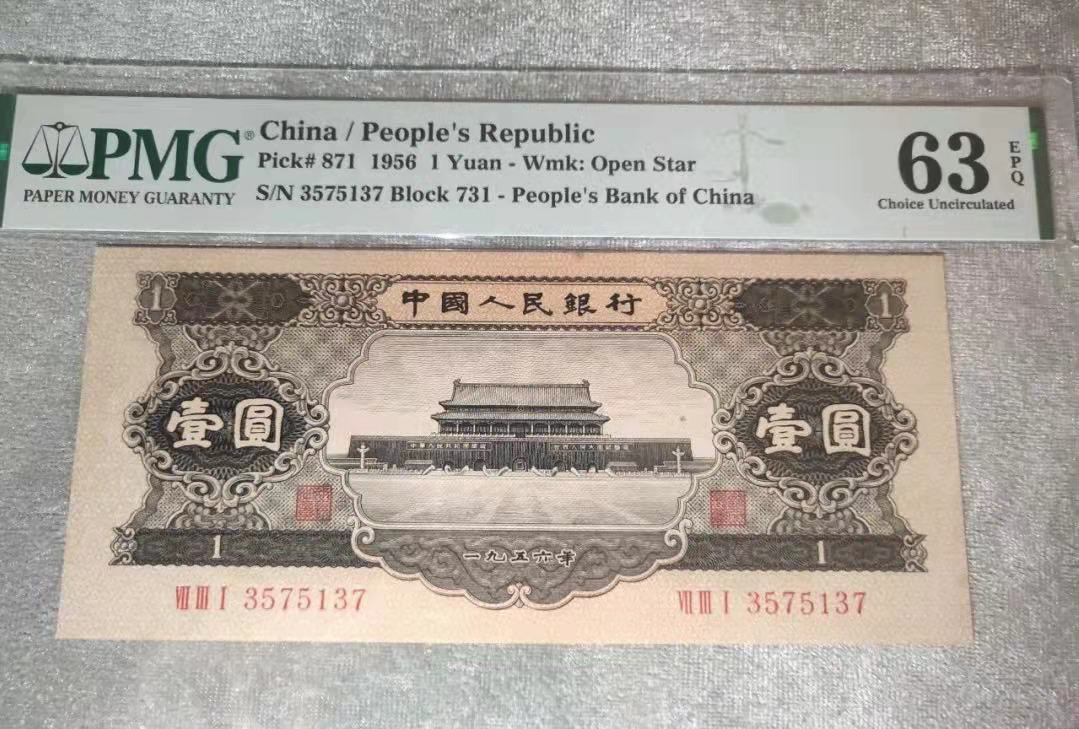 PMG®
PAPER MONEY GUARANTY
China / People's Republic
Pick# 871 1956 1 Yuan - Wmk: Open Star
S/N 3575137 Block 731 - People's Bank of China
63
EPQ
Choice Uncirculated
1 中國人民銀行 1
壹圓 壹圓
1 一九五六年 1
VII III I 3575137 VII III I 3575137